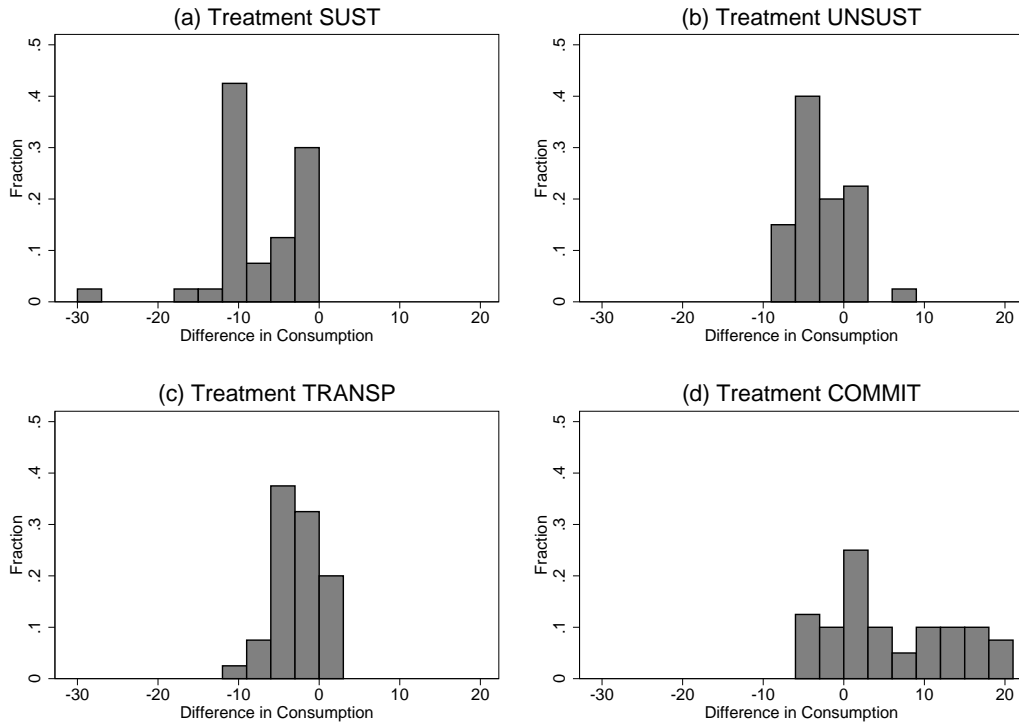 (a) Treatment SUST
.5
.4
.3
.2
.1
0
Fraction
-30 -20 -10 0 10 20
Difference in Consumption
(b) Treatment UNSUST
.5
.4
.3
.2
.1
0
Fraction
-30 -20 -10 0 10 20
Difference in Consumption
(c) Treatment TRANSP
.5
.4
.3
.2
.1
0
Fraction
-30 -20 -10 0 10 20
Difference in Consumption
(d) Treatment COMMIT
.5
.4
.3
.2
.1
0
Fraction
-30 -20 -10 0 10 20
Difference in Consumption